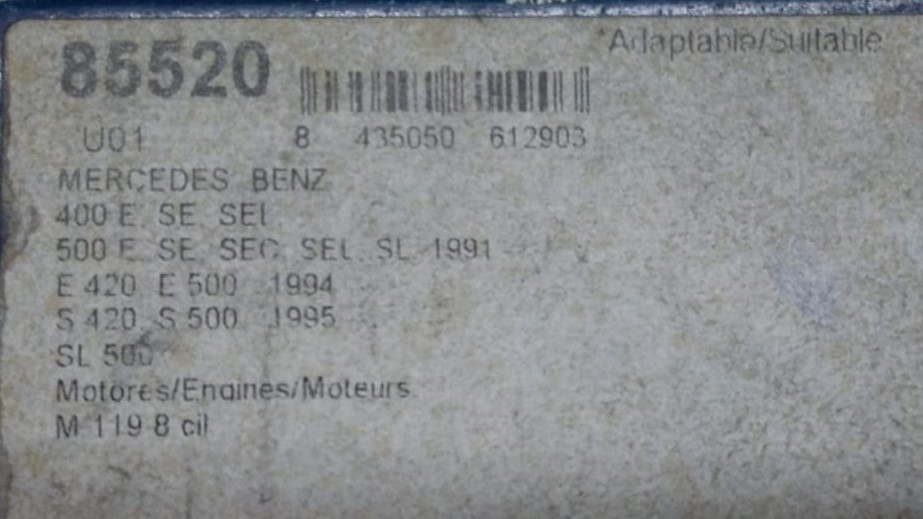 85520
*Adaptable/Suitable
U01
8 435050 612903
MERCEDES BENZ
400 E. SE. SEL.
500 E. SE. SEC. SEL. SL. 1991
E 420 E 500 1994
S 420 S 500 1995
SL 500
Motores/Engines/Moteurs.
M 119 8 cil